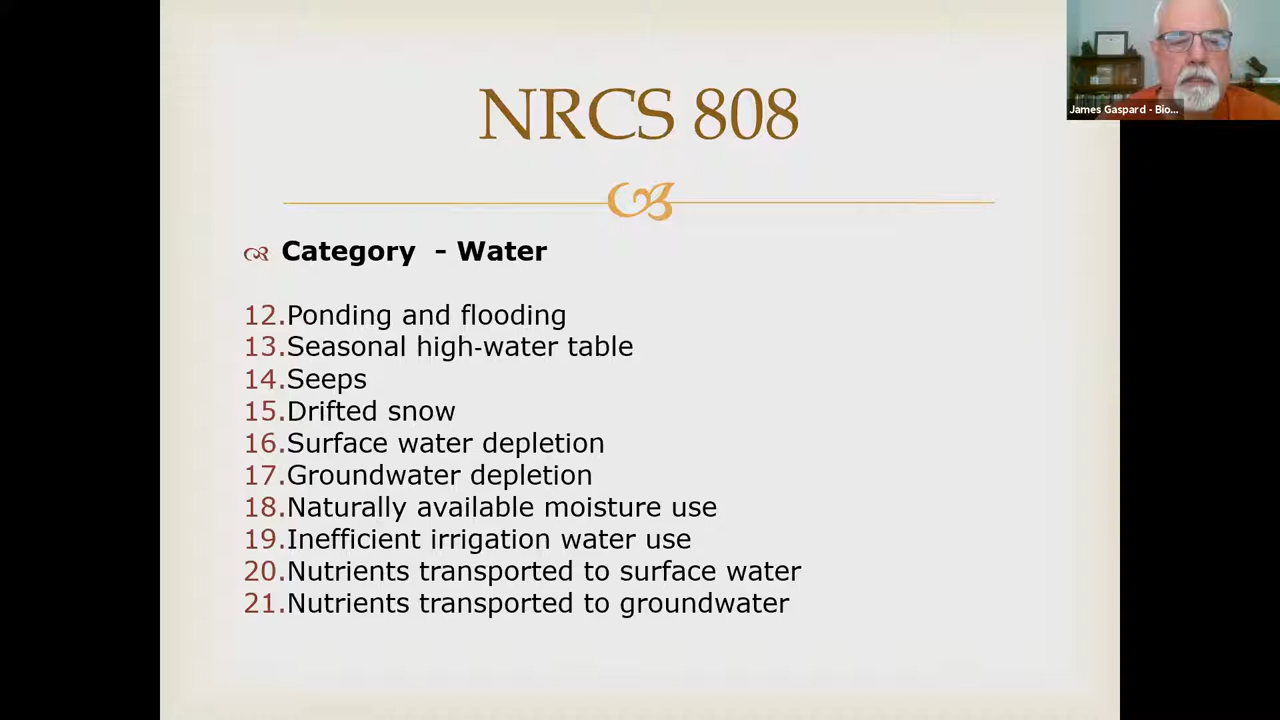 NRCS 808
Category - Water
12.Ponding and flooding
13.Seasonal high-water table
14.Seeps
15.Drifted snow
16.Surface water depletion
17.Groundwater depletion
18.Naturally available moisture use
19.Inefficient irrigation water use
20.Nutrients transported to surface water
21.Nutrients transported to groundwater
James Gaspard - Bio...